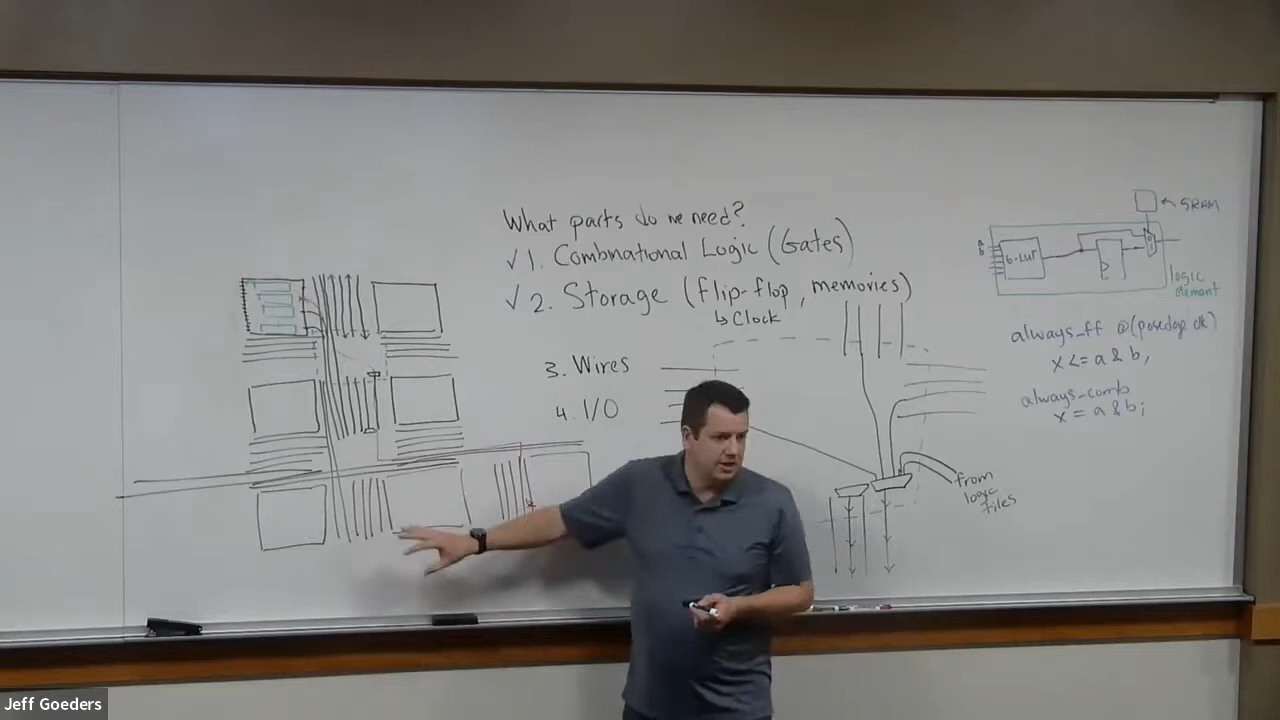 What parts do we need?
✓ 1. Combinational Logic (Gates)
✓ 2. Storage (flip-flop, memories)
↳ Clock
3. Wires
4. I/O
← SRAM
A
B
6-LUT
logic
element
always_ff @(posedge clk)
x <= a & b;
always_comb
x = a & b;
from
logic
tiles
Jeff Goeders